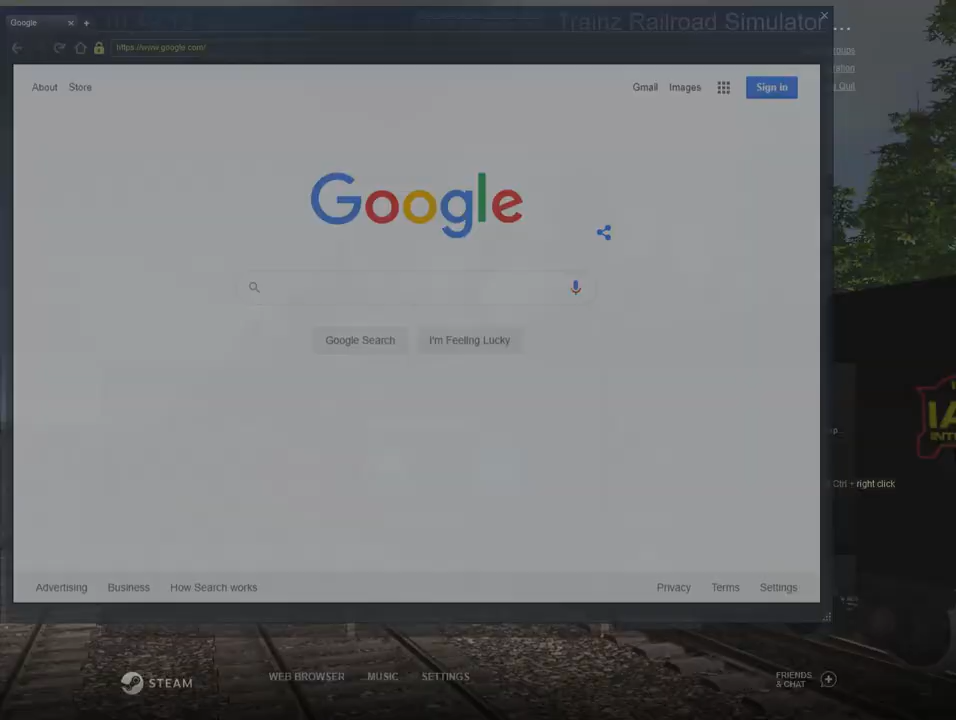 Google
Trainz Railroad Simulator...
https://www.google.com/
About Store
Gmail Images Sign in
Google
Google Search I'm Feeling Lucky
Ctrl + right click
Advertising Business How Search works
Privacy Terms Settings
STEAM WEB BROWSER MUSIC SETTINGS
FRIENDS
& CHAT